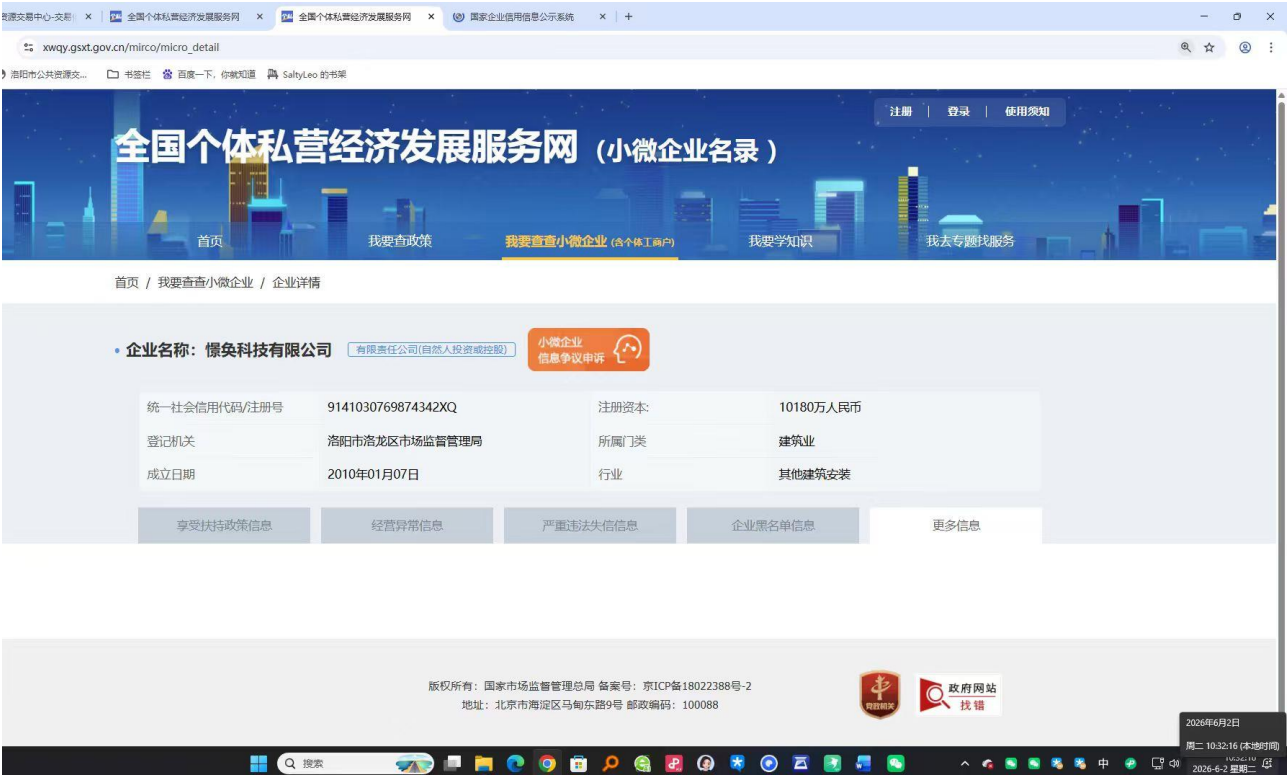 资源交易中心-交易 全国个体私营经济发展服务网 全国个体私营经济发展服务网 国家企业信用信息公示系统
xwqy.gsxt.gov.cn/mirco/micro_detail
洛阳市公共资源交... 书签栏 百度一下，你就知道 SaltyLeo 的书架
注册 登录 使用须知
全国个体私营经济发展服务网（小微企业名录）
首页 我要查政策 我要查查小微企业 (含个体工商户) 我要学知识 我去专题找服务
首页 / 我要查查小微企业 / 企业详情
企业名称：憬奂科技有限公司 有限责任公司(自然人投资或控股) 小微企业
信息争议申诉
统一社会信用代码/注册号 9141030769874342XQ 注册资本: 10180万人民币
登记机关 洛阳市洛龙区市场监督管理局 所属门类 建筑业
成立日期 2010年01月07日 行业 其他建筑安装
享受扶持政策信息 经营异常信息 严重违法失信信息 企业黑名单信息 更多信息
版权所有：国家市场监督管理总局 备案号：京ICP备18022388号-2
地址：北京市海淀区马甸东路9号 邮政编码：100088
党政机关
政府网站
找错
2026年6月2日
周二 10:32:16 (本地时间)
搜索 中
2026-6-2 星期二